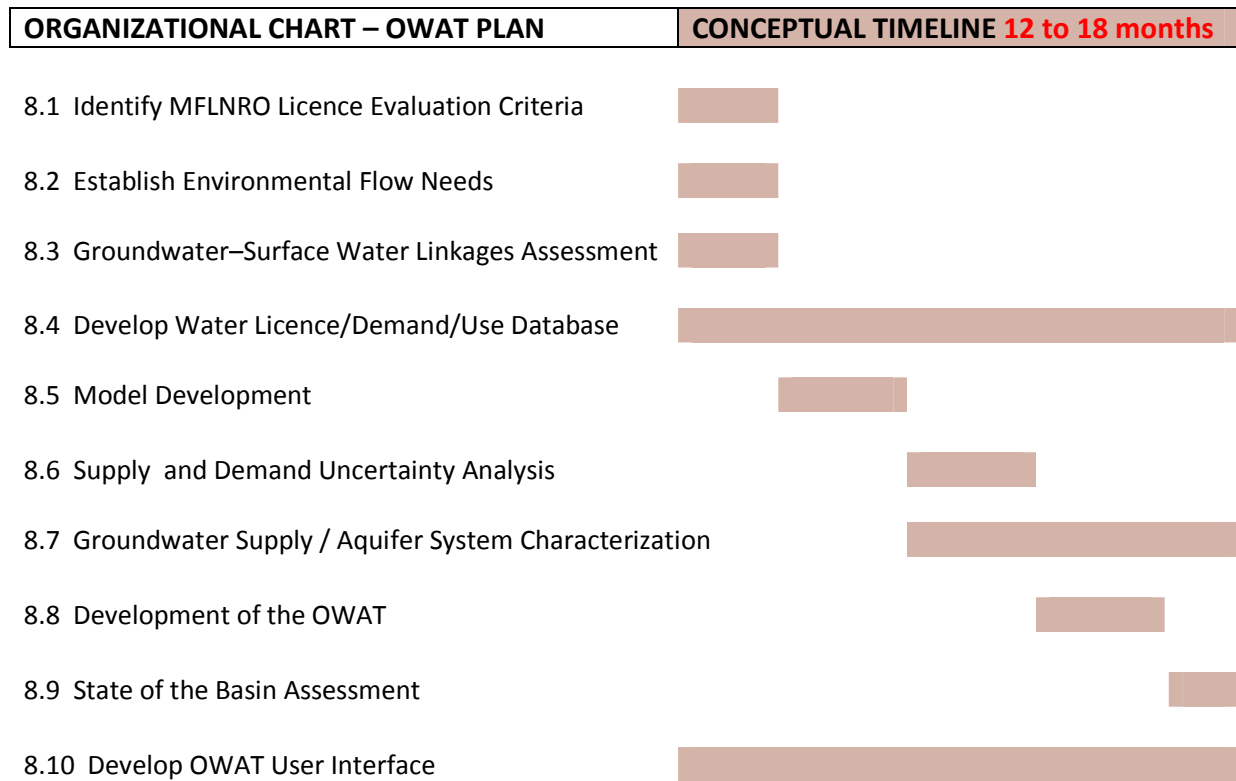 ORGANIZATIONAL CHART – OWAT PLAN CONCEPTUAL TIMELINE 12 to 18 months
8.1 Identify MFLNRO Licence Evaluation Criteria
8.2 Establish Environmental Flow Needs
8.3 Groundwater–Surface Water Linkages Assessment
8.4 Develop Water Licence/Demand/Use Database
8.5 Model Development
8.6 Supply and Demand Uncertainty Analysis
8.7 Groundwater Supply / Aquifer System Characterization
8.8 Development of the OWAT
8.9 State of the Basin Assessment
8.10 Develop OWAT User Interface